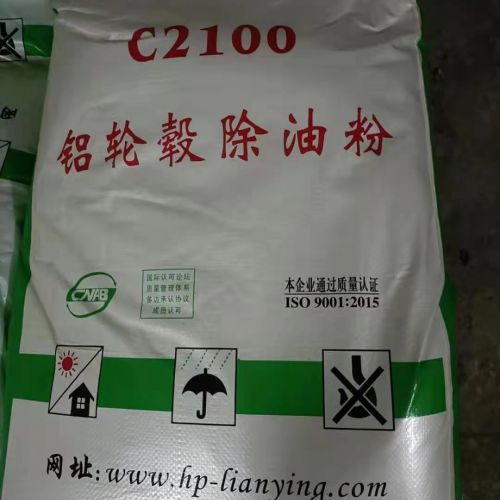 C2100
铝轮毂除油粉
CNAB
国际认可论坛
质量管理体系
多边承认协议
成员认可
本企业通过质量认证
ISO 9001:2015
网址:www.hp-lianying.com